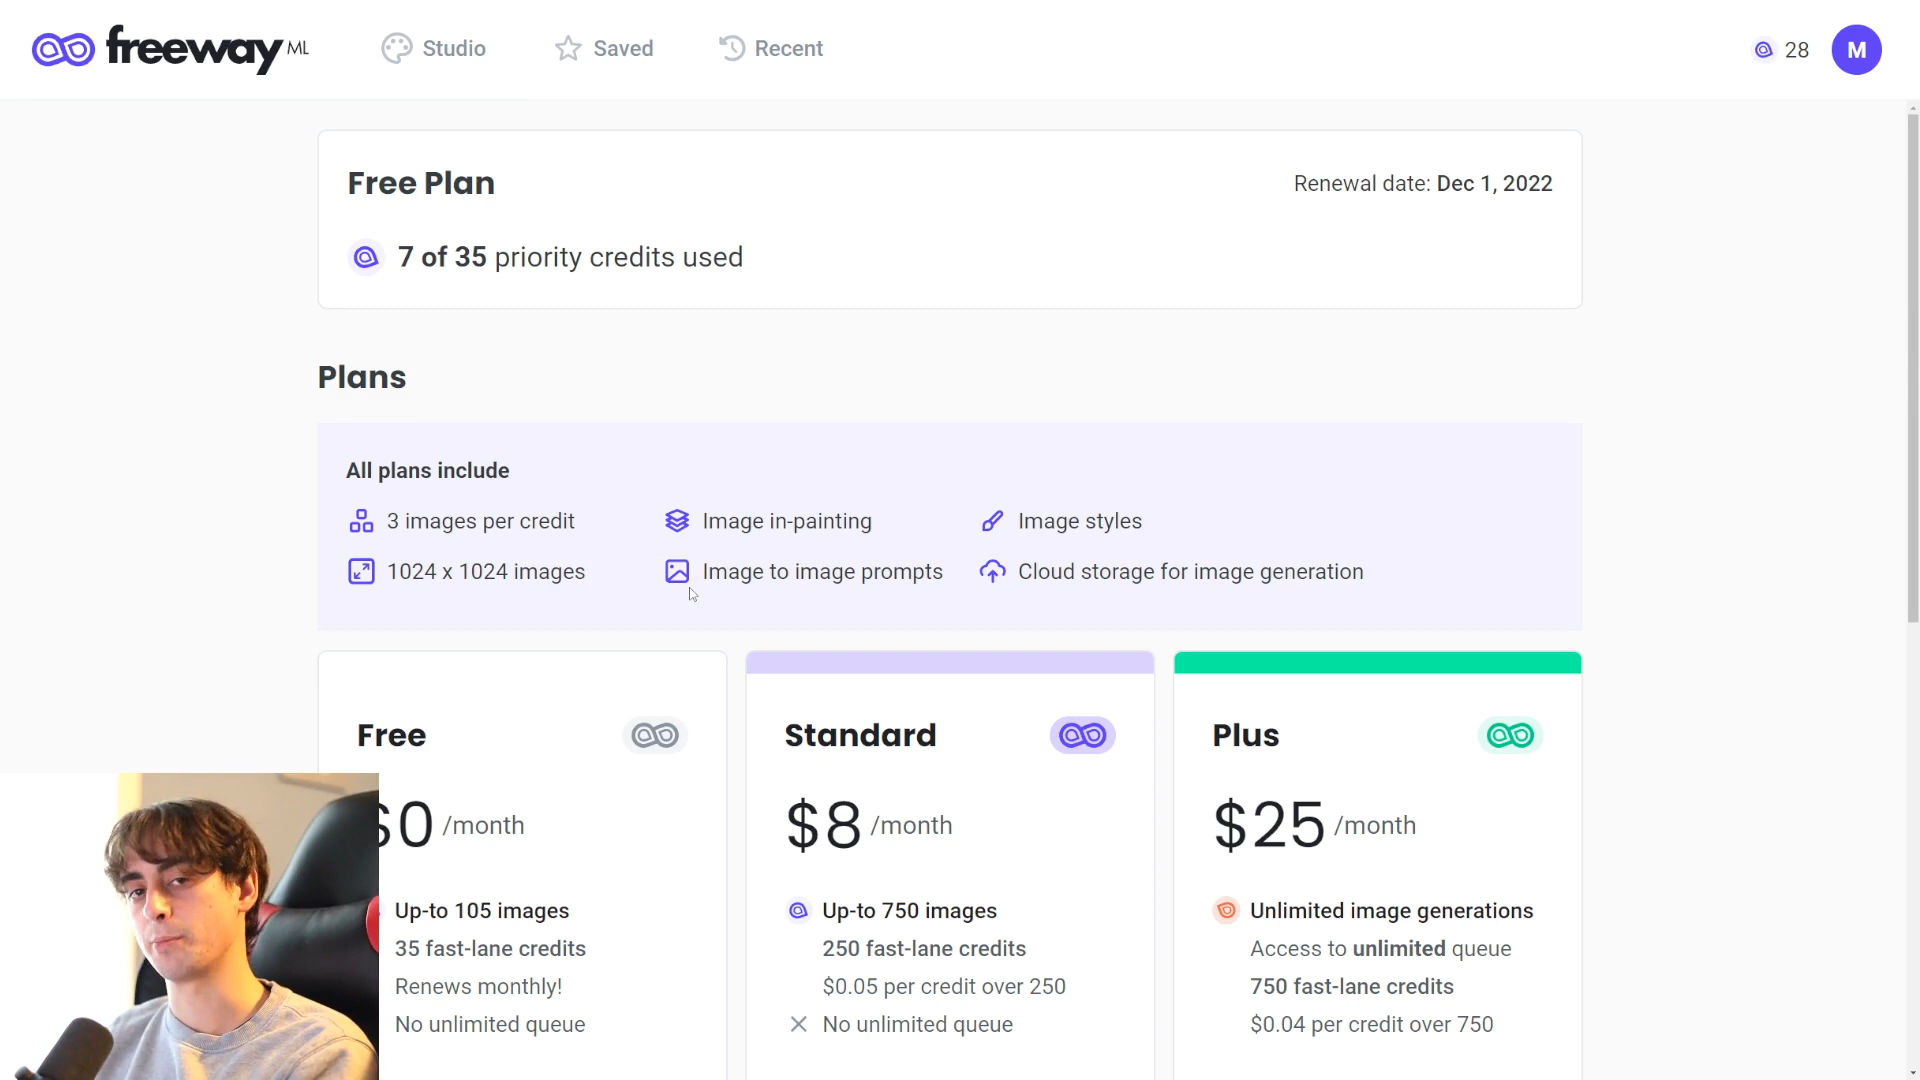 freeway ML
Studio
Saved
Recent
28
M
Free Plan
Renewal date: Dec 1, 2022
7 of 35 priority credits used
Plans
All plans include
3 images per credit
Image in-painting
Image styles
1024 x 1024 images
Image to image prompts
Cloud storage for image generation
Free
$0 /month
Up-to 105 images
35 fast-lane credits
Renews monthly!
No unlimited queue
Standard
$8 /month
Up-to 750 images
250 fast-lane credits
$0.05 per credit over 250
No unlimited queue
Plus
$25 /month
Unlimited image generations
Access to unlimited queue
750 fast-lane credits
$0.04 per credit over 750